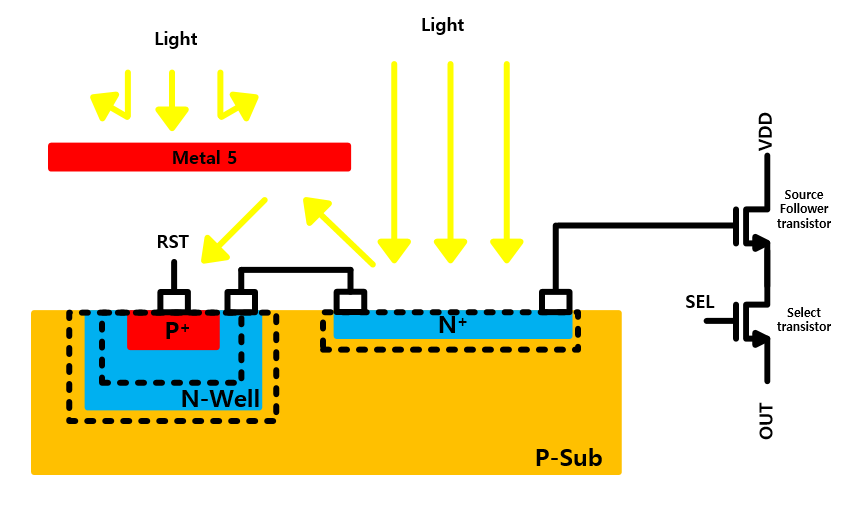 Light
Light
Metal 5
VDD
Source
Follower
transistor
RST
SEL
Select
transistor
P+
N+
N-Well
OUT
P-Sub